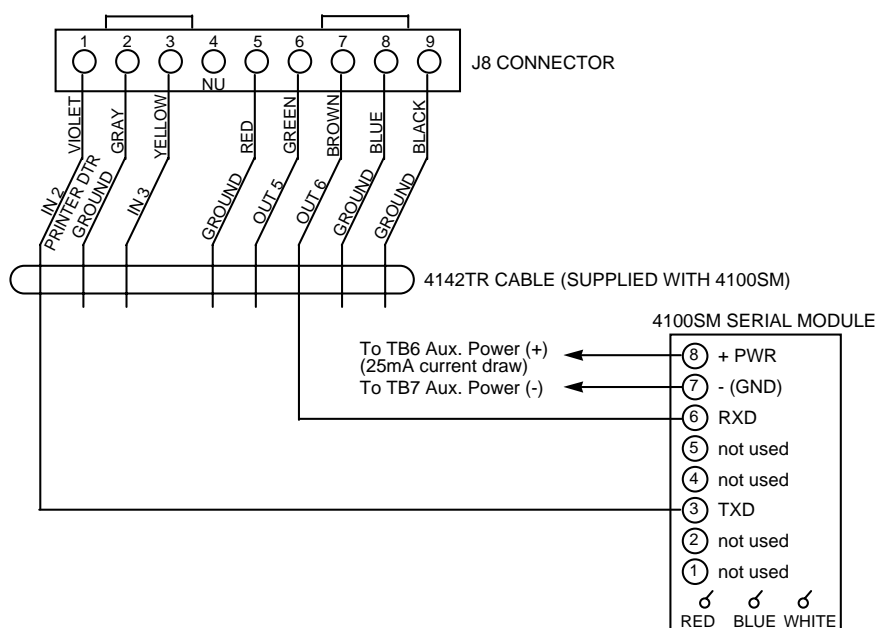 1 2 3 4 5 6 7 8 9
J8 CONNECTOR
NU
VIOLET
GRAY
YELLOW
RED
GREEN
BROWN
BLUE
BLACK
IN 2
PRINTER DTR
GROUND
IN 3
GROUND
OUT 5
OUT 6
GROUND
GROUND
4142TR CABLE (SUPPLIED WITH 4100SM)
4100SM SERIAL MODULE
To TB6 Aux. Power (+)
(25mA current draw)
To TB7 Aux. Power (-)
8 + PWR
7 - (GND)
6 RXD
5 not used
4 not used
3 TXD
2 not used
1 not used
RED BLUE WHITE